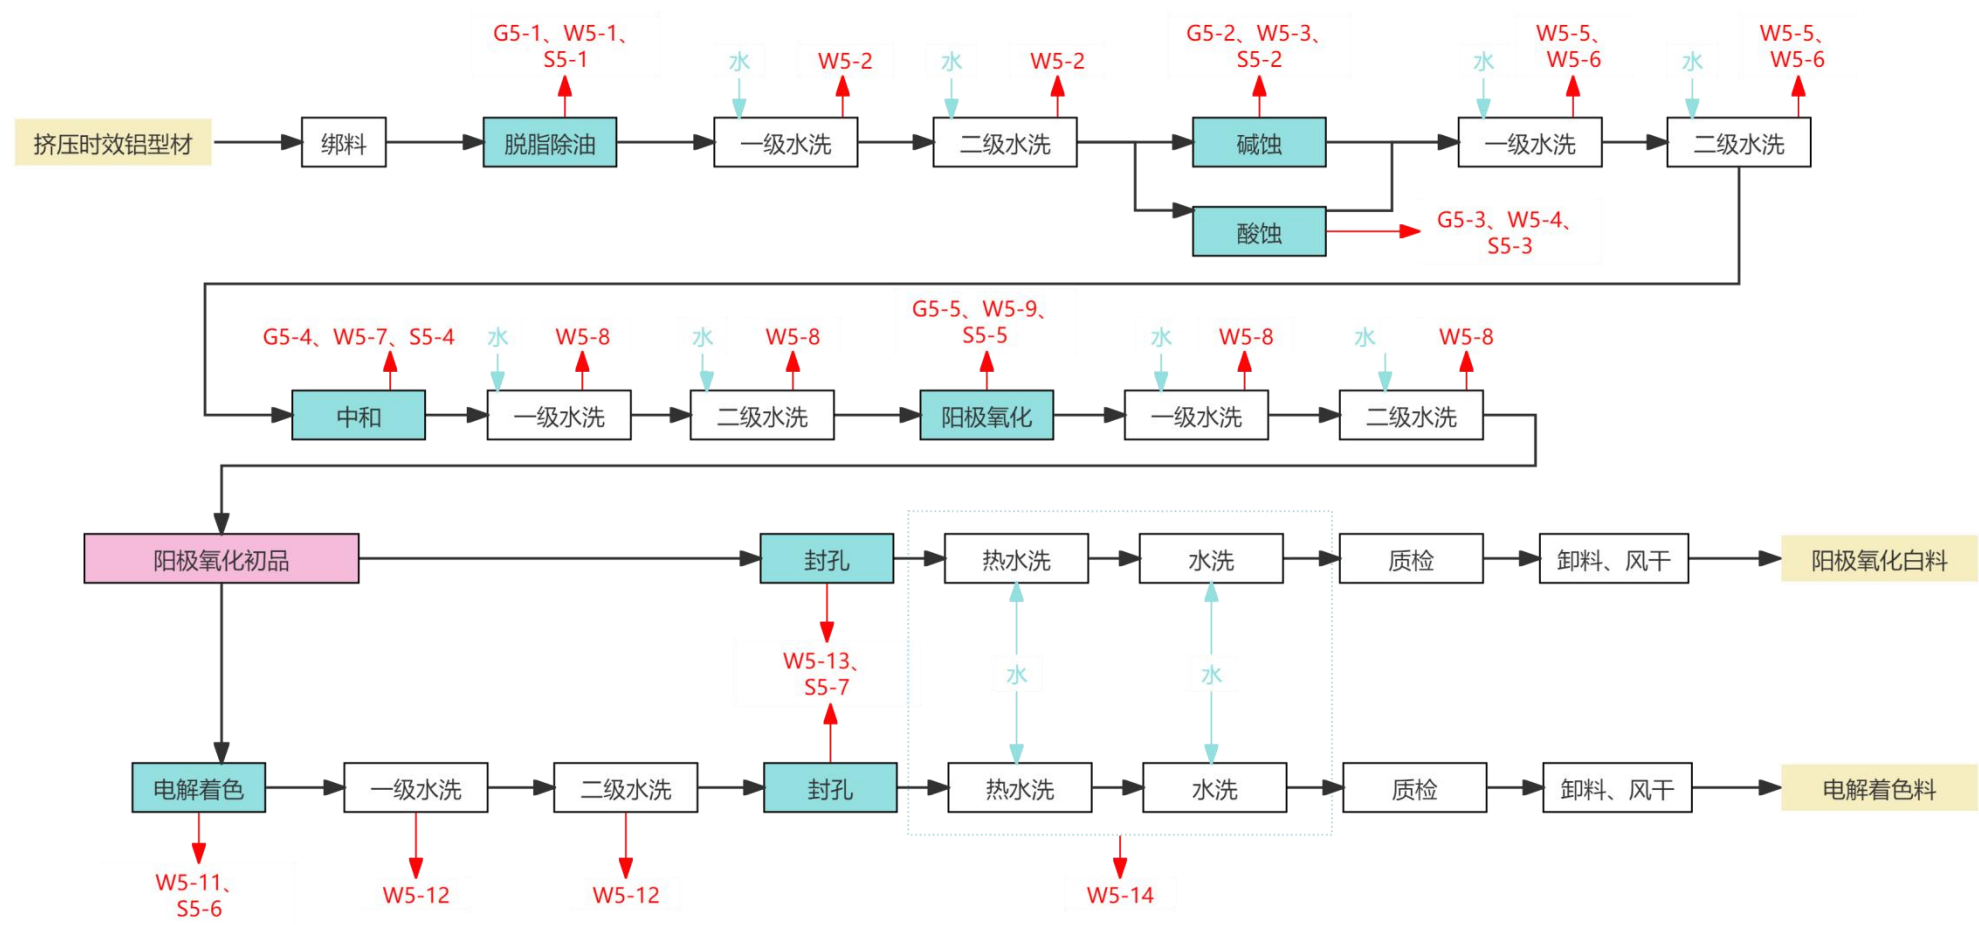 G5-1、W5-1、
S5-1
水
W5-2
水
W5-2
G5-2、W5-3、
S5-2
水
W5-5、
W5-6
水
W5-5、
W5-6
挤压时效铝型材
绑料
脱脂除油
一级水洗
二级水洗
碱蚀
一级水洗
二级水洗
酸蚀
G5-3、W5-4、
S5-3
G5-4、W5-7、S5-4
水
W5-8
水
W5-8
G5-5、W5-9、
S5-5
水
W5-8
水
W5-8
中和
一级水洗
二级水洗
阳极氧化
一级水洗
二级水洗
阳极氧化初品
封孔
热水洗
水洗
质检
卸料、风干
阳极氧化白料
W5-13、
S5-7
水
水
电解着色
一级水洗
二级水洗
封孔
热水洗
水洗
质检
卸料、风干
电解着色料
W5-11、
S5-6
W5-12
W5-12
W5-14